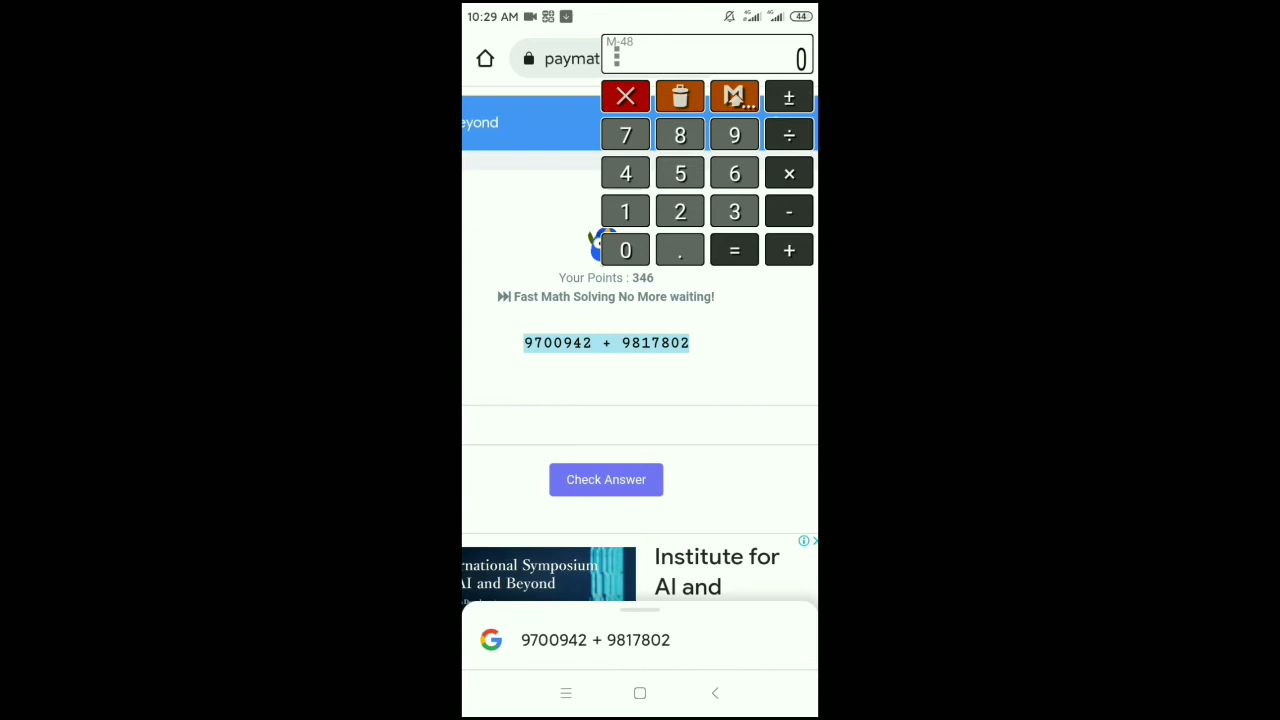 10:29 AM
44
paymat
M-48
0
eyond
±
7 8 9 ÷
4 5 6 ×
1 2 3 -
0 . = +
Your Points : 346
Fast Math Solving No More waiting!
9700942 + 9817802
Check Answer
rnational Symposium
AI and Beyond
Institute for
AI and
9700942 + 9817802